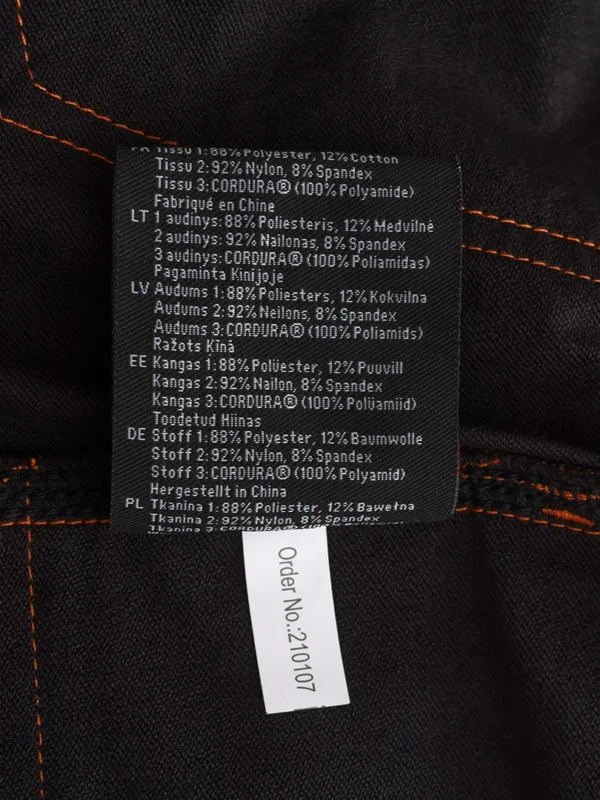 FR Tissu 1:88% Polyester, 12% Cotton
Tissu 2:92% Nylon, 8% Spandex
Tissu 3:CORDURA® (100% Polyamide)
Fabriqué en Chine
LT 1 audinys:88% Poliesteris, 12% Medvilnė
2 audinys: 92% Nailonas, 8% Spandex
3 audinys:CORDURA® (100% Poliamidas)
Pagaminta Kinijoje
LV Audums 1:88% Poliesters, 12% Kokvilna
Audums 2:92% Neilons, 8% Spandex
Audums 3:CORDURA® (100% Poliamids)
Ražots Ķīnā
EE Kangas 1:88% Polüester, 12% Puuvill
Kangas 2:92% Nailon, 8% Spandex
Kangas 3:CORDURA® (100% Polüamiid)
Toodetud Hiinas
DE Stoff 1:88% Polyester, 12% Baumwolle
Stoff 2:92% Nylon, 8% Spandex
Stoff 3:CORDURA® (100% Polyamid)
Hergestellt in China
PL Tkanina 1:88% Polyester, 12% Bawełna
Tkanina 2:92% Nylon, 8% Spandex
Tkanina 3:CORDURA®
Order No.:210107